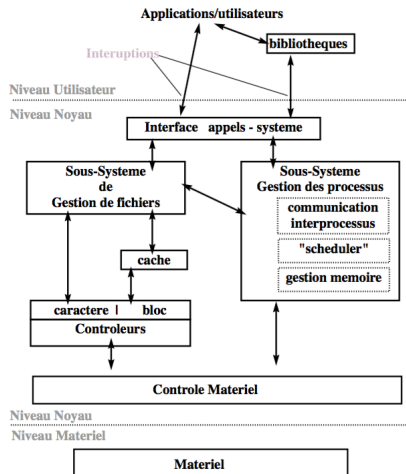 Applications/utilisateurs
bibliotheques
Interuptions
Niveau Utilisateur
Niveau Noyau
Interface appels - systeme
Sous-Systeme
de
Gestion de fichiers
Sous-Systeme
Gestion des processus
communication
interprocessus
"scheduler"
gestion memoire
cache
caractere | bloc
Controleurs
Controle Materiel
Niveau Noyau
Niveau Materiel
Materiel